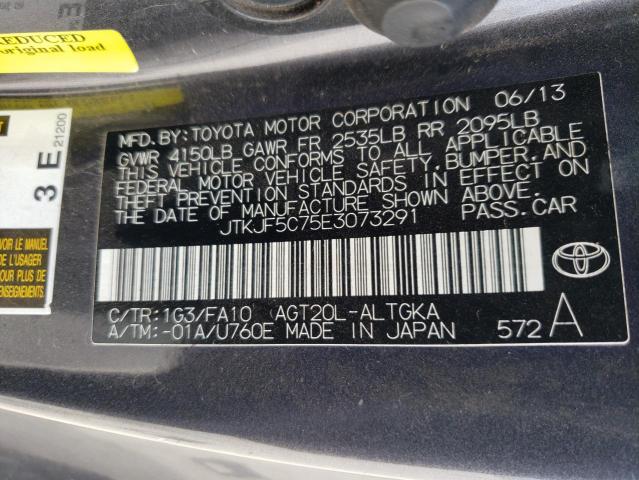 REDUCED
original load
3 E
21200
VOIR LE MANUEL
DE L'USAGER
POUR PLUS DE
RENSEIGNEMENTS
MFD. BY: TOYOTA MOTOR CORPORATION 06/13
GVWR 4150LB GAWR FR 2535LB RR 2095LB
THIS VEHICLE CONFORMS TO ALL APPLICABLE
FEDERAL MOTOR VEHICLE SAFETY, BUMPER, AND
THEFT PREVENTION STANDARDS IN EFFECT ON
THE DATE OF MANUFACTURE SHOWN ABOVE.
JTKJF5C75E3073291 PASS. CAR
C/TR: 1G3/FA10 AGT20L-ALTGKA
A/TM: -01A/U760E MADE IN JAPAN 572 A